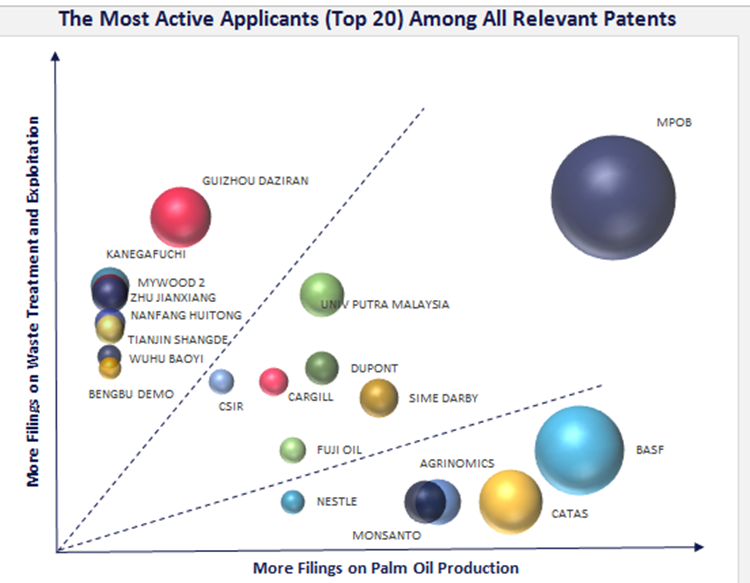 The Most Active Applicants (Top 20) Among All Relevant Patents
More Filings on Waste Treatment and Exploitation
MPOB
GUIZHOU DAZIRAN
KANEGAFUCHI
MYWOOD 2
ZHU JIANXIANG
UNIV PUTRA MALAYSIA
NANFANG HUITONG
TIANJIN SHANGDE
WUHU BAOYI
DUPONT
BENGBU DEMO
CARGILL
SIME DARBY
CSIR
FUJI OIL
BASF
AGRINOMICS
NESTLE
CATAS
MONSANTO
More Filings on Palm Oil Production